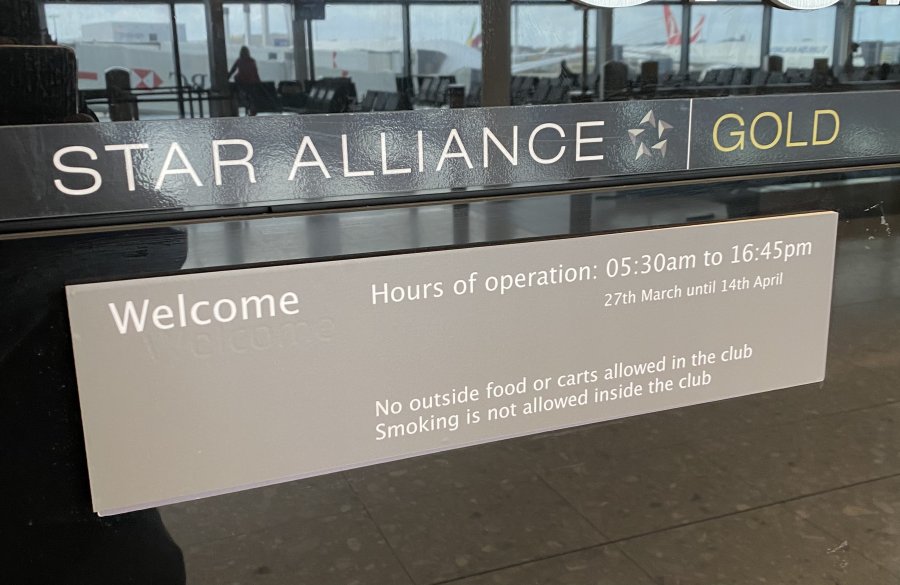 STAR ALLIANCE GOLD
Welcome
Hours of operation: 05:30am to 16:45pm
27th March until 14th April
No outside food or carts allowed in the club
Smoking is not allowed inside the club